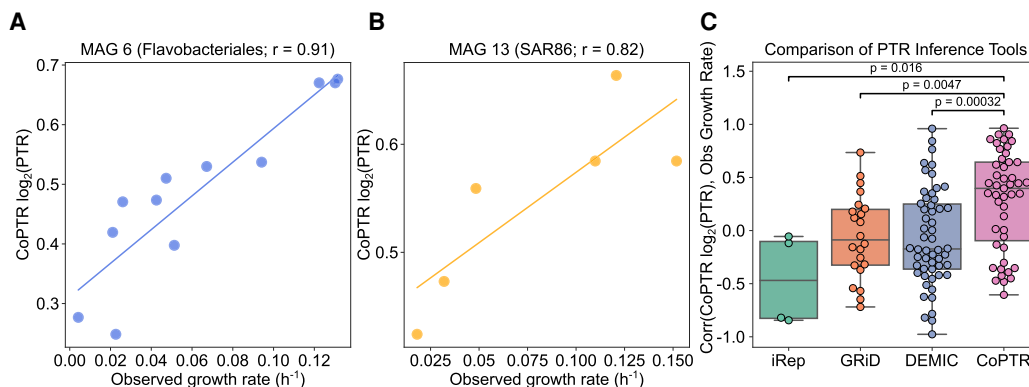 A
MAG 6 (Flavobacteriales; r = 0.91)
CoPTR log2(PTR)
0.7
0.6
0.5
0.4
0.3
0.00 0.02 0.04 0.06 0.08 0.10 0.12
Observed growth rate (h⁻¹)
B
MAG 13 (SAR86; r = 0.82)
CoPTR log2(PTR)
0.6
0.5
0.025 0.050 0.075 0.100 0.125 0.150
Observed growth rate (h⁻¹)
C
Comparison of PTR Inference Tools
Corr(CoPTR log2(PTR), Obs Growth Rate)
1.5
1.0
0.5
0.0
-0.5
-1.0
p = 0.016
p = 0.0047
p = 0.00032
iRep GRiD DEMIC CoPTR